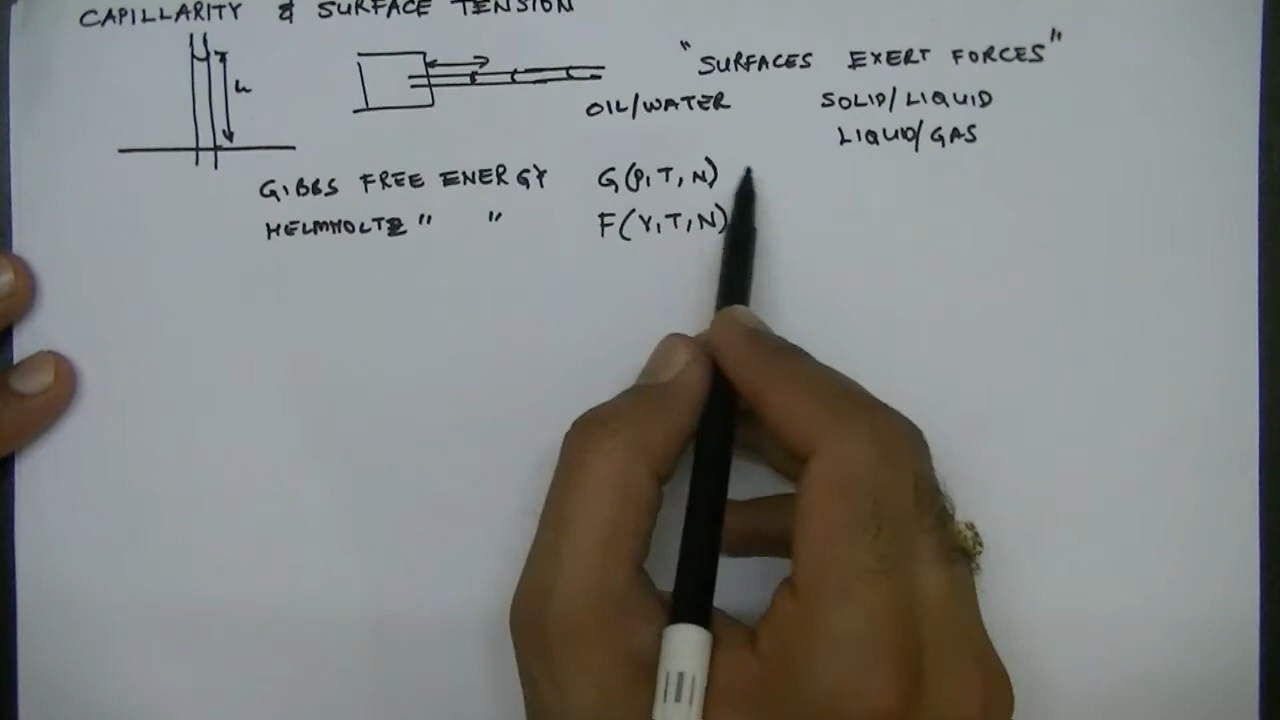 CAPILLARITY & SURFACE TENSION
h
"SURFACES EXERT FORCES"
OIL/WATER SOLID/LIQUID
LIQUID/GAS
GIBBS FREE ENERGY G(P,T,N)
HELMHOLTZ " " F(V,T,N)